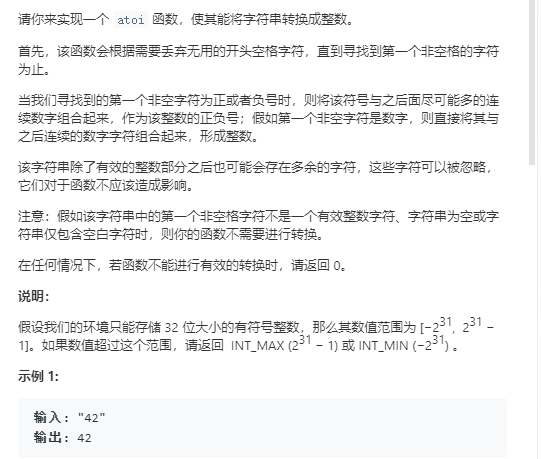 请你来实现一个 atoi 函数，使其能将字符串转换成整数。
首先，该函数会根据需要丢弃无用的开头空格字符，直到寻找到第一个非空格的字符
为止。
当我们寻找到的第一个非空字符为正或者负号时，则将该符号与之后面尽可能多的连
续数字组合起来，作为该整数的正负号；假如第一个非空字符是数字，则直接将其与
之后连续的数字字符组合起来，形成整数。
该字符串除了有效的整数部分之后也可能会存在多余的字符，这些字符可以被忽略，
它们对于函数不应该造成影响。
注意：假如该字符串中的第一个非空格字符不是一个有效整数字符、字符串为空或字
符串仅包含空白字符时，则你的函数不需要进行转换。
在任何情况下，若函数不能进行有效的转换时，请返回 0。
说明：
假设我们的环境只能存储 32 位大小的有符号整数，那么其数值范围为 [−2³¹, 2³¹ −
1]。如果数值超过这个范围，请返回 INT_MAX (2³¹ − 1) 或 INT_MIN (−2³¹) 。
示例 1:
输入: "42"
输出: 42